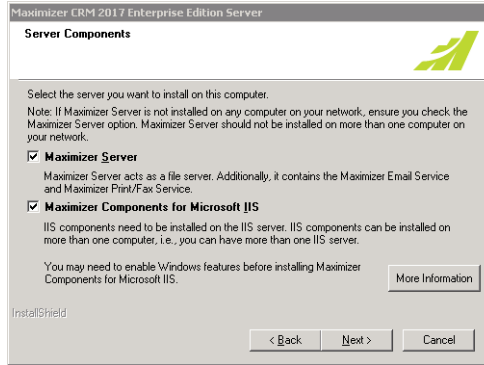 Maximizer CRM 2017 Enterprise Edition Server
Server Components
Select the server you want to install on this computer.
Note: If Maximizer Server is not installed on any computer on your network, ensure you check the
Maximizer Server option. Maximizer Server should not be installed on more than one computer on
your network.
Maximizer Server
Maximizer Server acts as a file server. Additionally, it contains the Maximizer Email Service
and Maximizer Print/Fax Service.
Maximizer Components for Microsoft IIS
IIS components need to be installed on the IIS server. IIS components can be installed on
more than one computer, i.e., you can have more than one IIS server.
You may need to enable Windows features before installing Maximizer
Components for Microsoft IIS.
More Information
InstallShield
< Back
Next >
Cancel